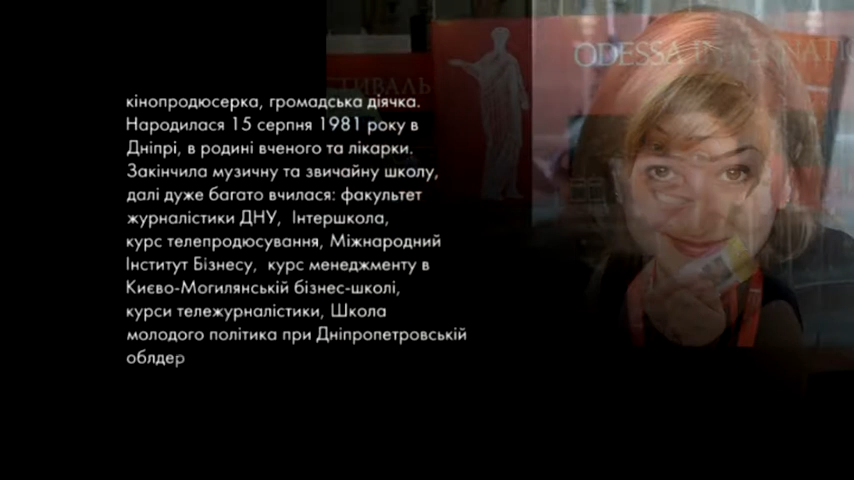 кінопродюсерка, громадська діячка.
Народилася 15 серпня 1981 року в
Дніпрі, в родині вченого та лікарки.
Закінчила музичну та звичайну школу,
далі дуже багато вчилася: факультет
журналістики ДНУ, Інтершкола,
курс телепродюсування, Міжнародний
Інститут Бізнесу, курс менеджменту в
Києво-Могилянській бізнес-школі,
курси тележурналістики, Школа
молодого політика при Дніпропетровській
облдер
ODESSA